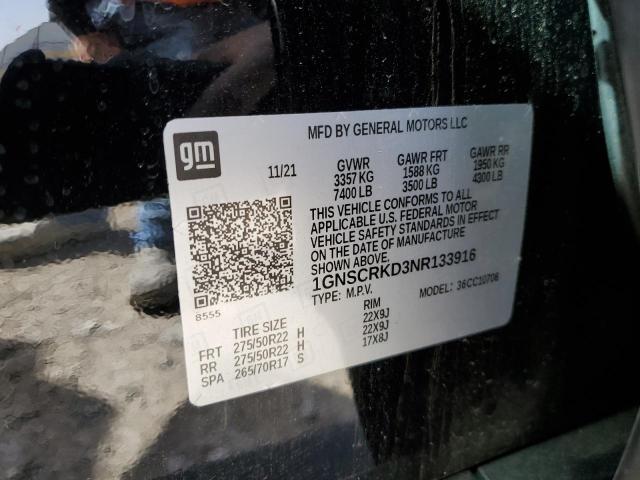 MFD BY GENERAL MOTORS LLC
gm
11/21 GVWR GAWR FRT GAWR RR
3357 KG 1588 KG 1950 KG
7400 LB 3500 LB 4300 LB
THIS VEHICLE CONFORMS TO ALL
APPLICABLE U.S. FEDERAL MOTOR
VEHICLE SAFETY STANDARDS IN EFFECT
ON THE DATE OF MANUFACTURE
SHOWN ABOVE.
1GNSCRKD3NR133916
8555 TYPE: M.P.V. MODEL: 36CC10706
TIRE SIZE RIM
FRT 275/50R22 H 22X9J
RR 275/50R22 H 22X9J
SPA 265/70R17 S 17X8J